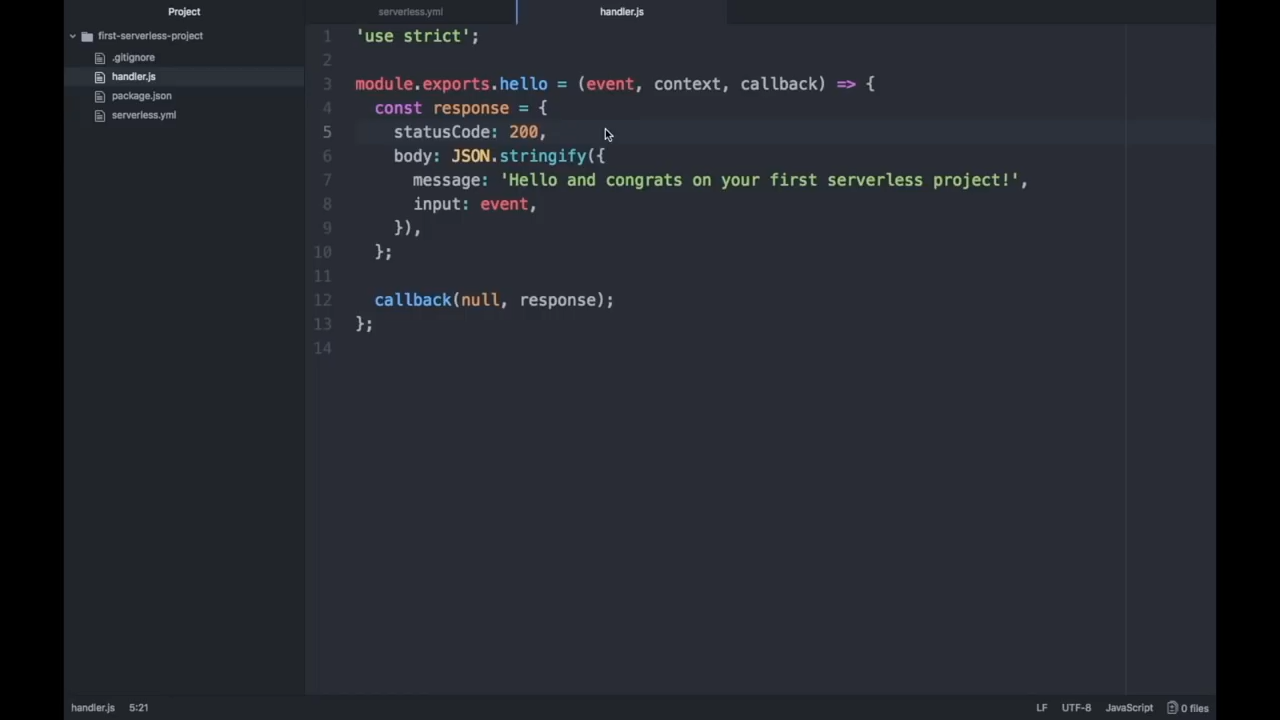 Project
serverless.yml
handler.js
first-serverless-project
.gitignore
handler.js
package.json
serverless.yml
1 'use strict';
2
3 module.exports.hello = (event, context, callback) => {
4   const response = {
5     statusCode: 200,
6     body: JSON.stringify({
7       message: 'Hello and congrats on your first serverless project!',
8       input: event,
9     }),
10   };
11
12   callback(null, response);
13 };
14
handler.js 5:21 LF UTF-8 JavaScript 0 files